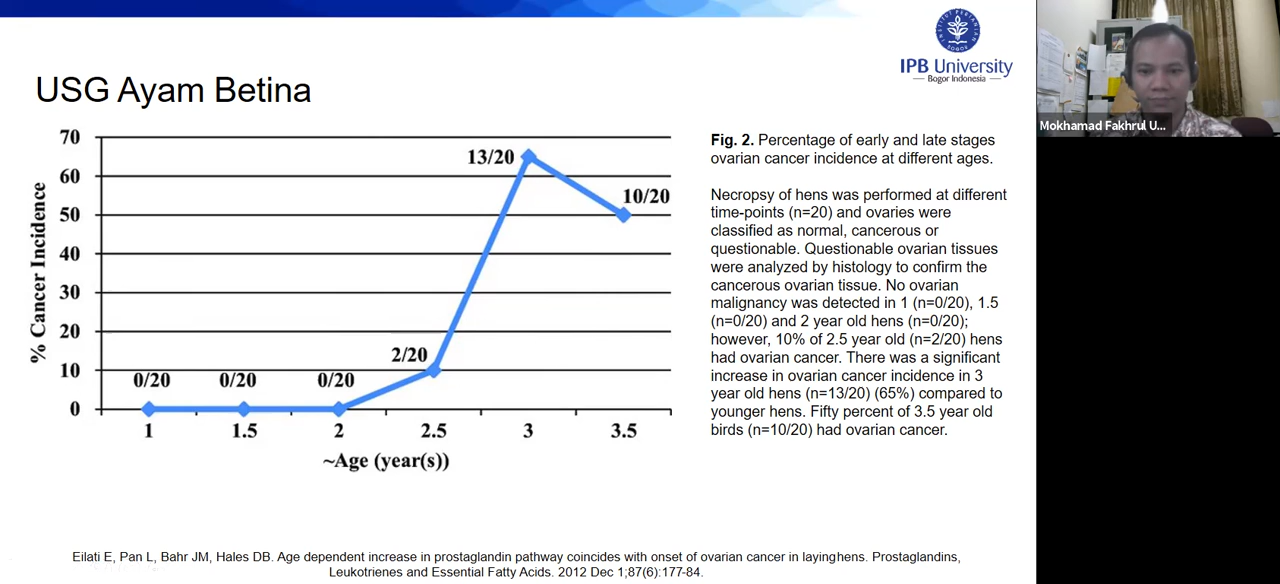 IPB University
Bogor Indonesia
USG Ayam Betina
Mokhamad Fakhrul U...
70
60
50
40
30
20
10
0
% Cancer Incidence
0/20
0/20
0/20
2/20
13/20
10/20
1
1.5
2
2.5
3
3.5
~Age (year(s))
Fig. 2. Percentage of early and late stages
ovarian cancer incidence at different ages.
Necropsy of hens was performed at different
time-points (n=20) and ovaries were
classified as normal, cancerous or
questionable. Questionable ovarian tissues
were analyzed by histology to confirm the
cancerous ovarian tissue. No ovarian
malignancy was detected in 1 (n=0/20), 1.5
(n=0/20) and 2 year old hens (n=0/20);
however, 10% of 2.5 year old (n=2/20) hens
had ovarian cancer. There was a significant
increase in ovarian cancer incidence in 3
year old hens (n=13/20) (65%) compared to
younger hens. Fifty percent of 3.5 year old
birds (n=10/20) had ovarian cancer.
Eilati E, Pan L, Bahr JM, Hales DB. Age dependent increase in prostaglandin pathway coincides with onset of ovarian cancer in laying hens. Prostaglandins,
Leukotrienes and Essential Fatty Acids. 2012 Dec 1;87(6):177-84.